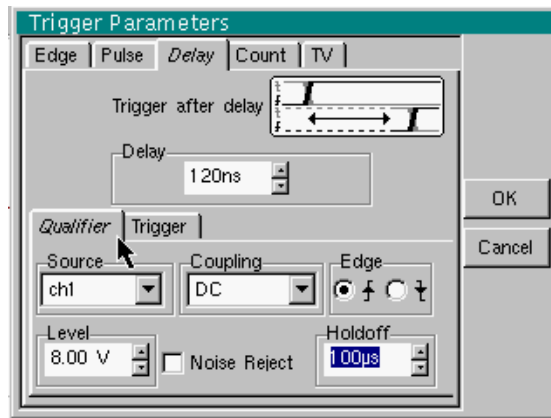 Trigger Parameters
Edge Pulse Delay Count TV
Trigger after delay
Delay
120ns
OK
Qualifier Trigger
Cancel
Source Coupling Edge
ch1 DC
Level Holdoff
8.00 V Noise Reject 100µs